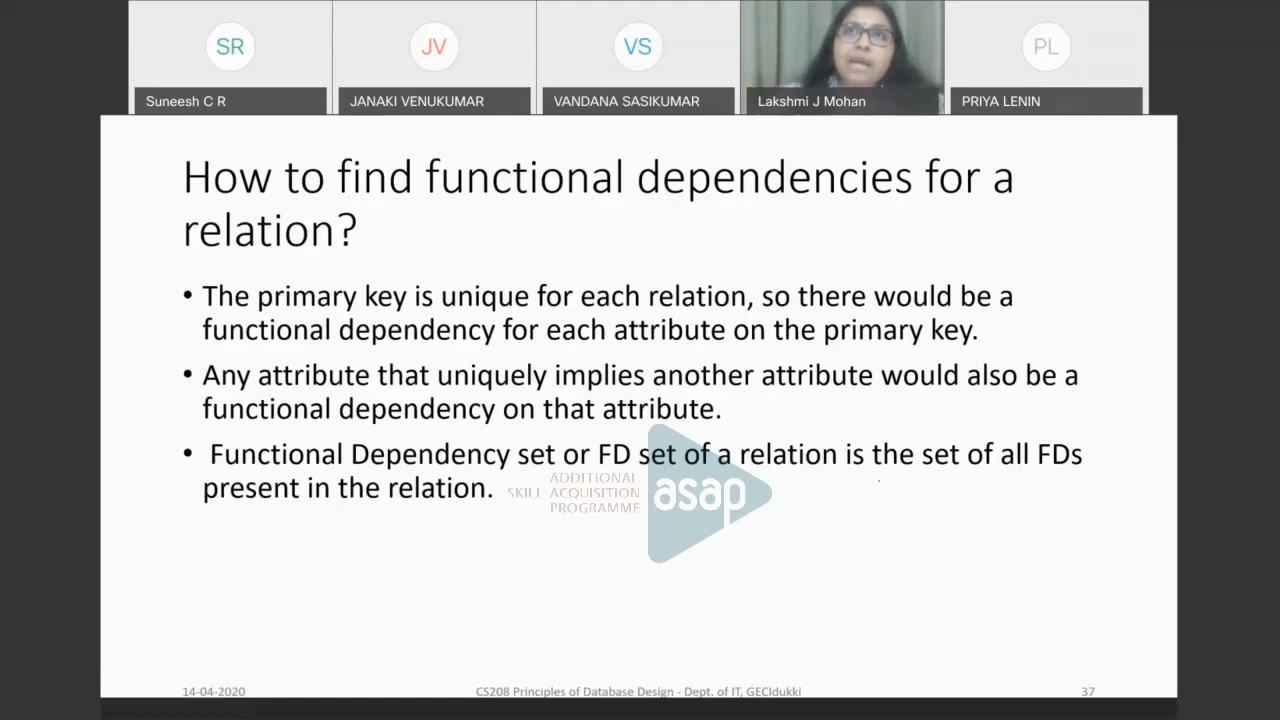 SR
JV
VS
PL
Suneesh C R
JANAKI VENUKUMAR
VANDANA SASIKUMAR
Lakshmi J Mohan
PRIYA LENIN
How to find functional dependencies for a
relation?
• The primary key is unique for each relation, so there would be a
functional dependency for each attribute on the primary key.
• Any attribute that uniquely implies another attribute would also be a
functional dependency on that attribute.
• Functional Dependency set or FD set of a relation is the set of all FDs
present in the relation.
ADDITIONAL
SKILL ACQUISITION
PROGRAMME
asap
14-04-2020
CS208 Principles of Database Design - Dept. of IT, GECIdukki
37